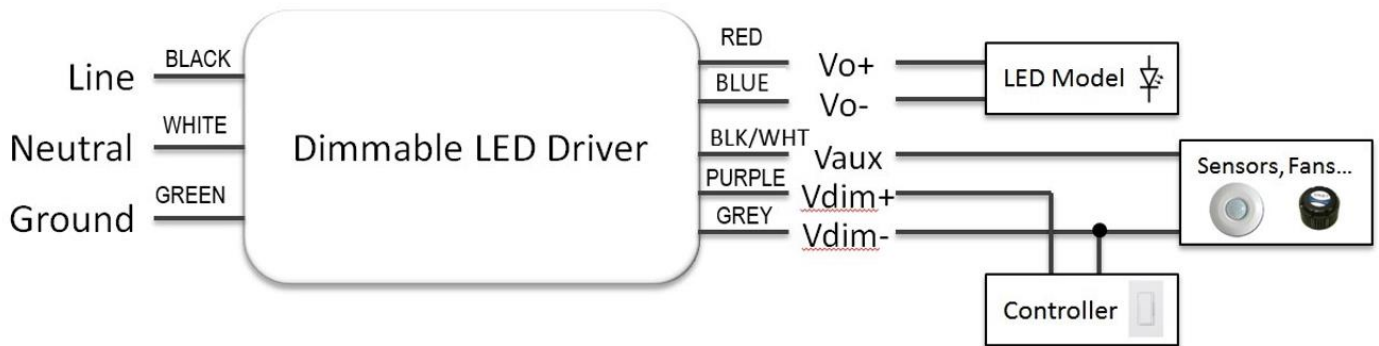 Line BLACK
Neutral WHITE
Ground GREEN
Dimmable LED Driver
RED Vo+
BLUE Vo-
BLK/WHT Vaux
PURPLE Vdim+
GREY Vdim-
LED Model
Sensors, Fans...
Controller